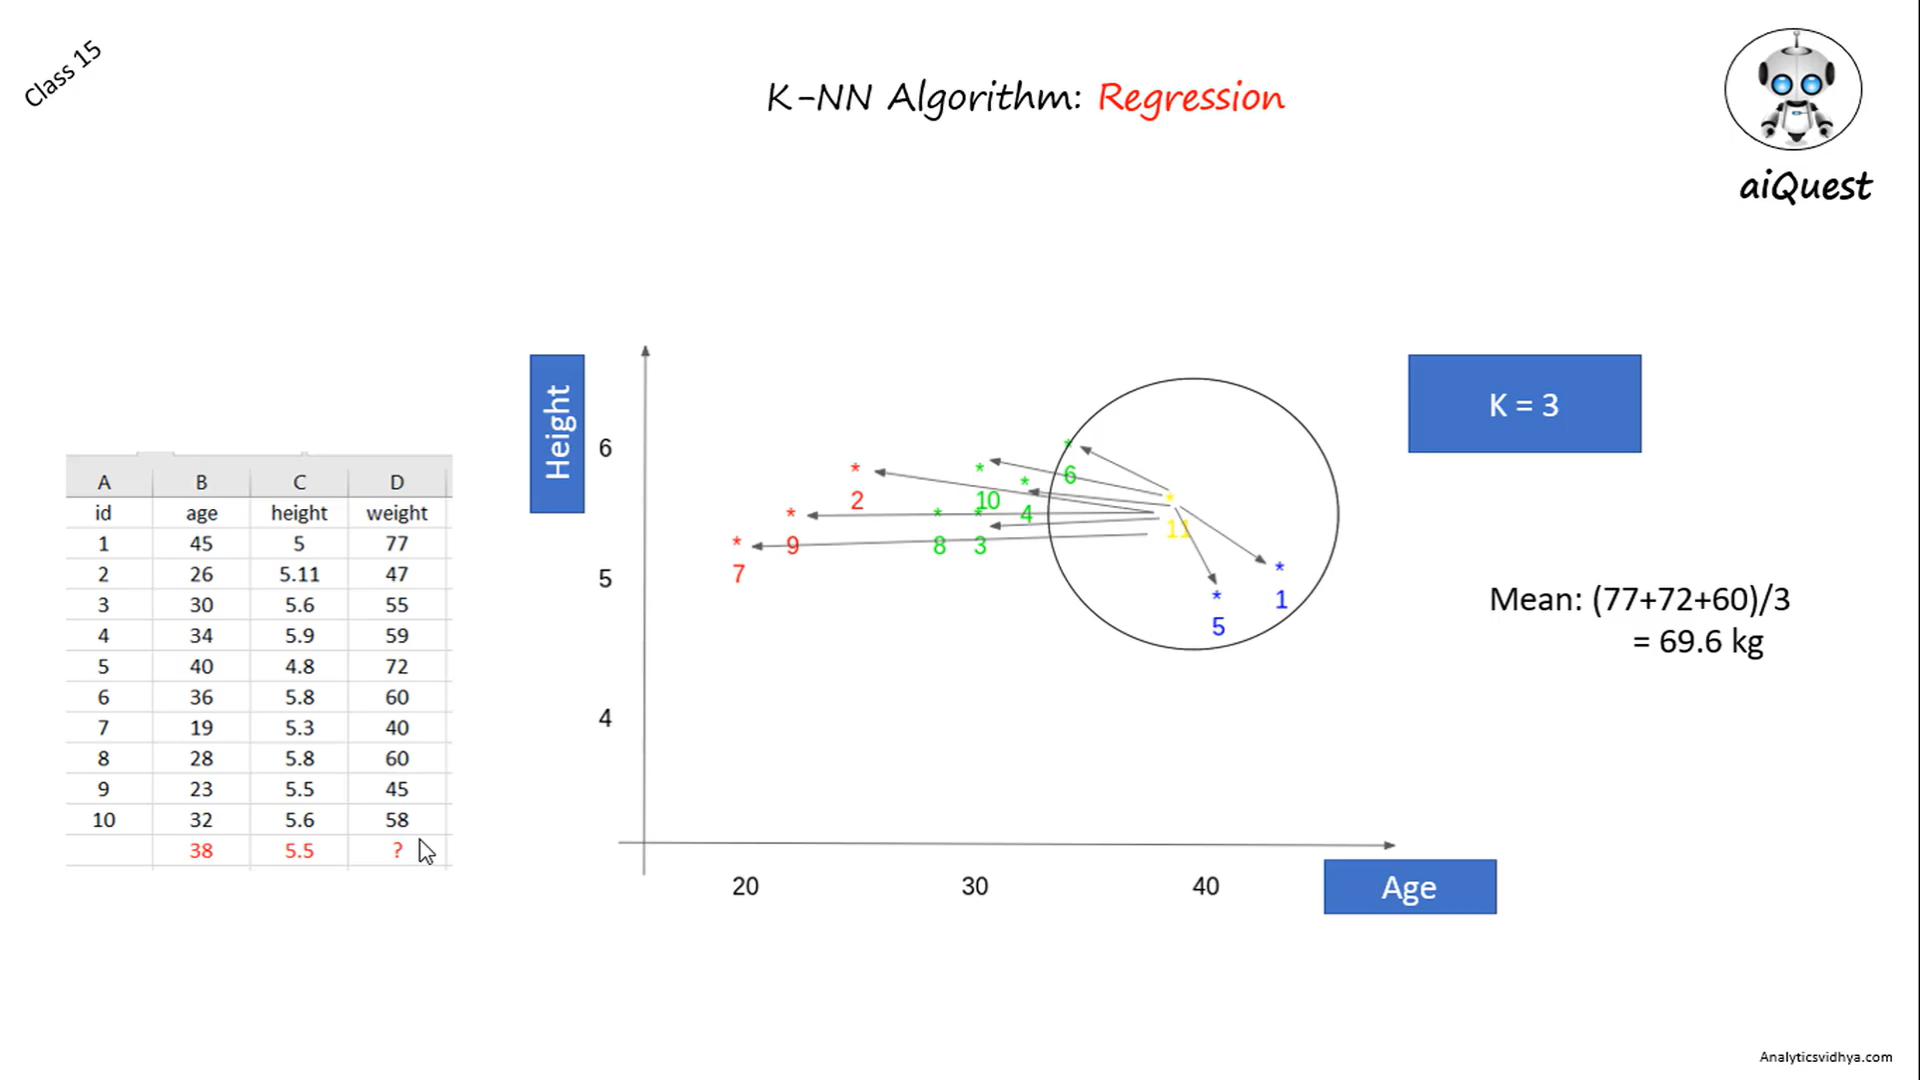 Class 15
K-NN Algorithm: Regression
aiQuest
A B C D
id age height weight
1 45 5 77
2 26 5.11 47
3 30 5.6 55
4 34 5.9 59
5 40 4.8 72
6 36 5.8 60
7 19 5.3 40
8 28 5.8 60
9 23 5.5 45
10 32 5.6 58
38 5.5 ?
Height
6
5
4
2
10
6
4
11
9
8
3
7
1
5
20 30 40
Age
K = 3
Mean: (77+72+60)/3
= 69.6 kg
Analyticsvidhya.com